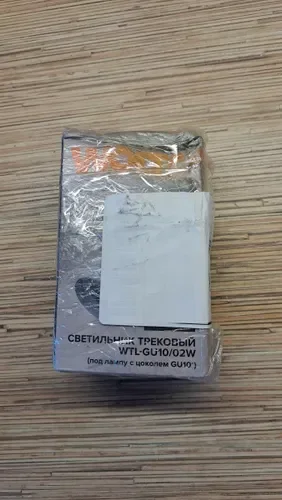 СВЕТИЛЬНИК ТРЕКОВЫЙ
WTL-GU10/02W
(под лампу с цоколем GU10*)